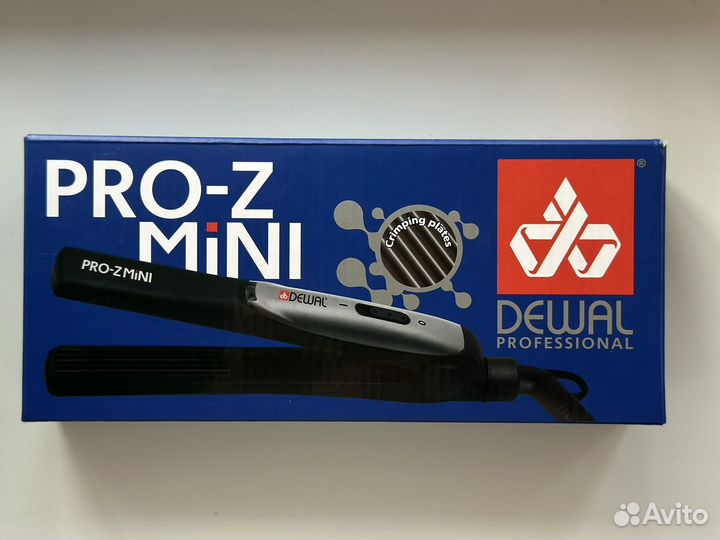 PRO-Z
MiNI
Crimping plates
PRO-Z MiNI
DEWAL®
— O
®
DEWAL
PROFESSIONAL
Avito